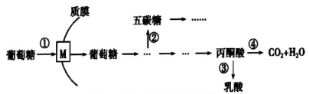 质膜
五碳糖 → ……
① ② 
葡萄糖 → M → 葡萄糖 → … → … → 丙酮酸 ④ → CO₂+H₂O
③
乳酸